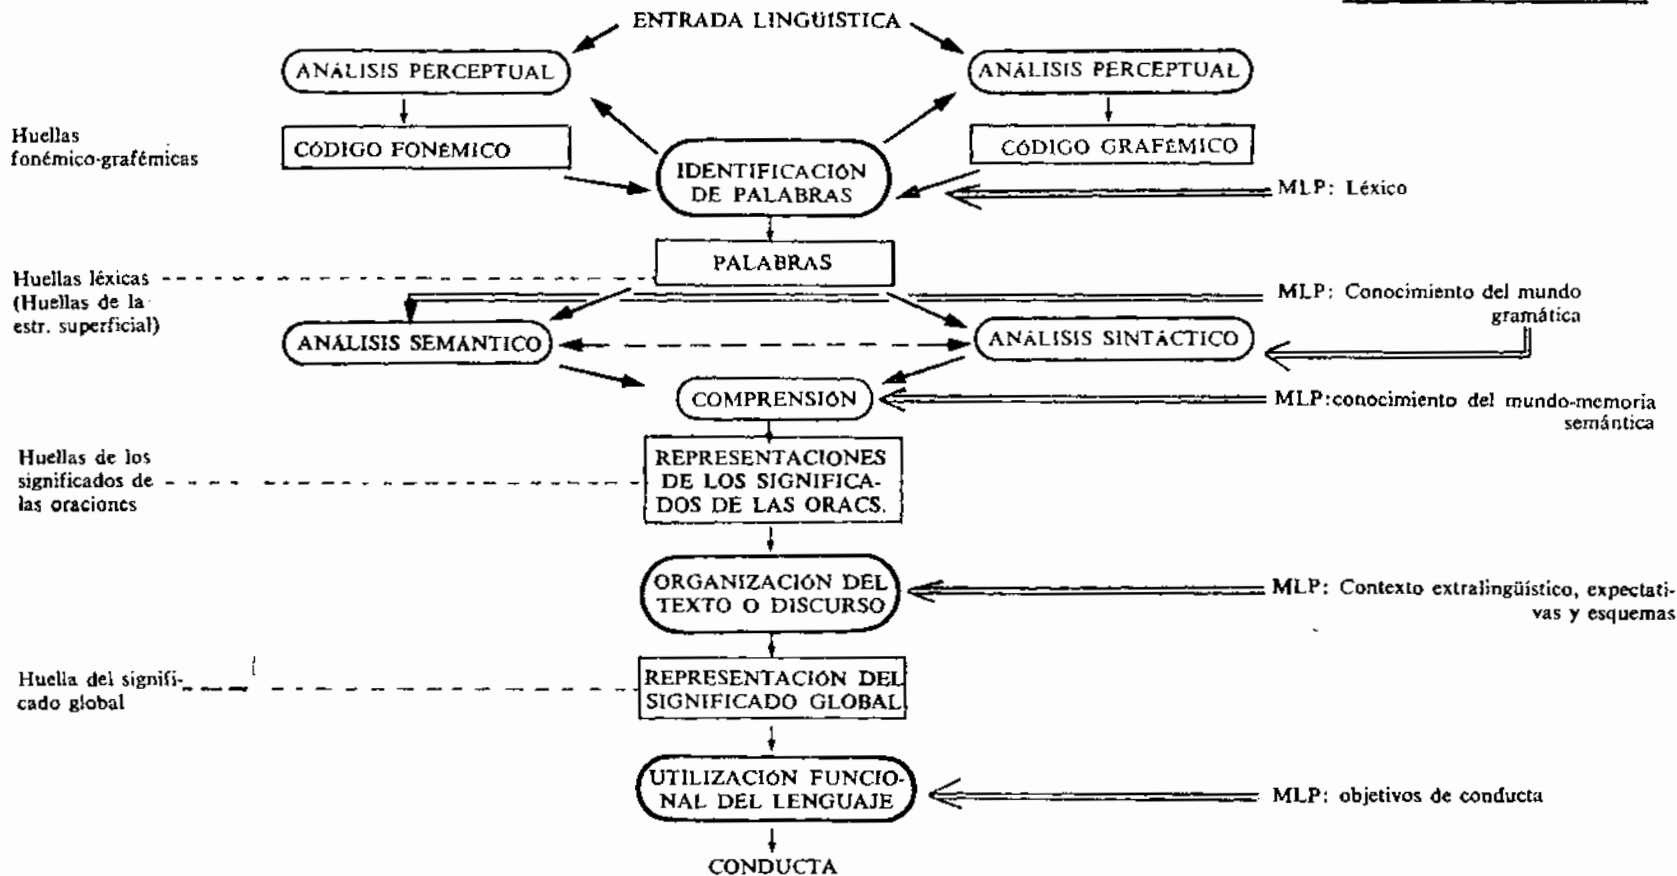 ENTRADA LINGÜÍSTICA
ANÁLISIS PERCEPTUAL
ANÁLISIS PERCEPTUAL
Huellas
fonémico-grafémicas
CÓDIGO FONÉMICO
CÓDIGO GRAFÉMICO
IDENTIFICACIÓN
DE PALABRAS
MLP: Léxico
PALABRAS
Huellas léxicas
(Huellas de la
estr. superficial)
MLP: Conocimiento del mundo
gramática
ANÁLISIS SEMÁNTICO
ANÁLISIS SINTÁCTICO
COMPRENSIÓN
MLP:conocimiento del mundo-memoria
semántica
Huellas de los
significados de
las oraciones
REPRESENTACIONES
DE LOS SIGNIFICA-
DOS DE LAS ORACS.
ORGANIZACIÓN DEL
TEXTO O DISCURSO
MLP: Contexto extralingüístico, expectati-
vas y esquemas
Huella del signifi-
cado global
REPRESENTACIÓN DEL
SIGNIFICADO GLOBAL
UTILIZACIÓN FUNCIO-
NAL DEL LENGUAJE
MLP: objetivos de conducta
CONDUCTA